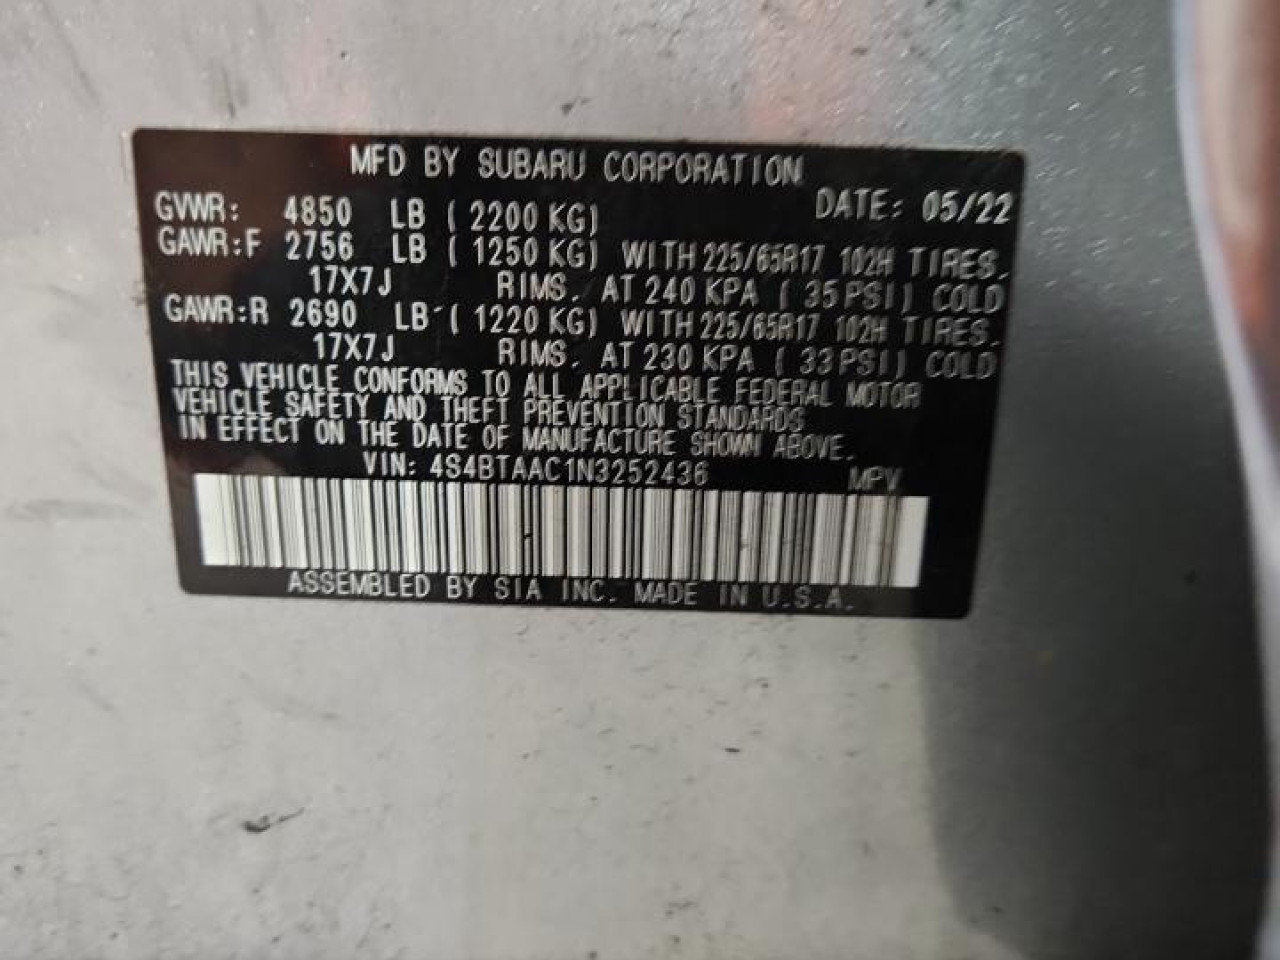 MFD BY SUBARU CORPORATION
DATE: 05/22
GVWR: 4850 LB ( 2200 KG)
GAWR:F 2756 LB ( 1250 KG) WITH 225/65R17 102H TIRES,
17X7J RIMS, AT 240 KPA ( 35 PSI) COLD
GAWR:R 2690 LB ( 1220 KG) WITH 225/65R17 102H TIRES,
17X7J RIMS, AT 230 KPA ( 33 PSI) COLD
THIS VEHICLE CONFORMS TO ALL APPLICABLE FEDERAL MOTOR
VEHICLE SAFETY AND THEFT PREVENTION STANDARDS
IN EFFECT ON THE DATE OF MANUFACTURE SHOWN ABOVE.
VIN: 4S4BTAAC1N3252436 MPV
ASSEMBLED BY SIA INC. MADE IN U.S.A.